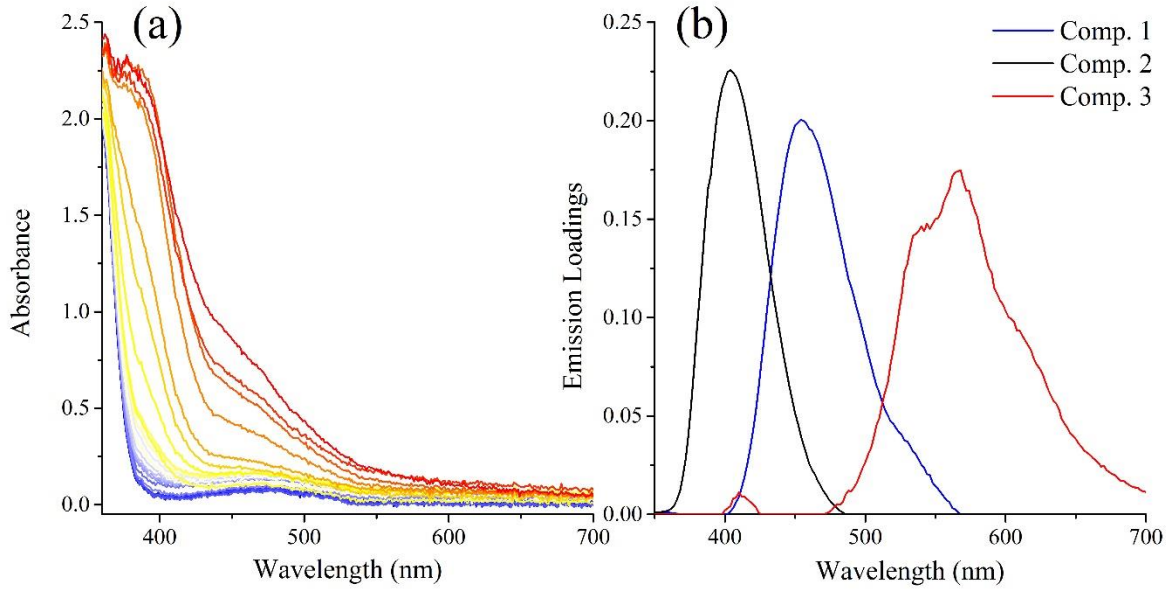 (a)
2.5
2.0
1.5
1.0
0.5
0.0
Absorbance
400
500
600
700
Wavelength (nm)
(b)
Comp. 1
Comp. 2
Comp. 3
0.25
0.20
0.15
0.10
0.05
0.00
Emission Loadings
400
500
600
700
Wavelength (nm)